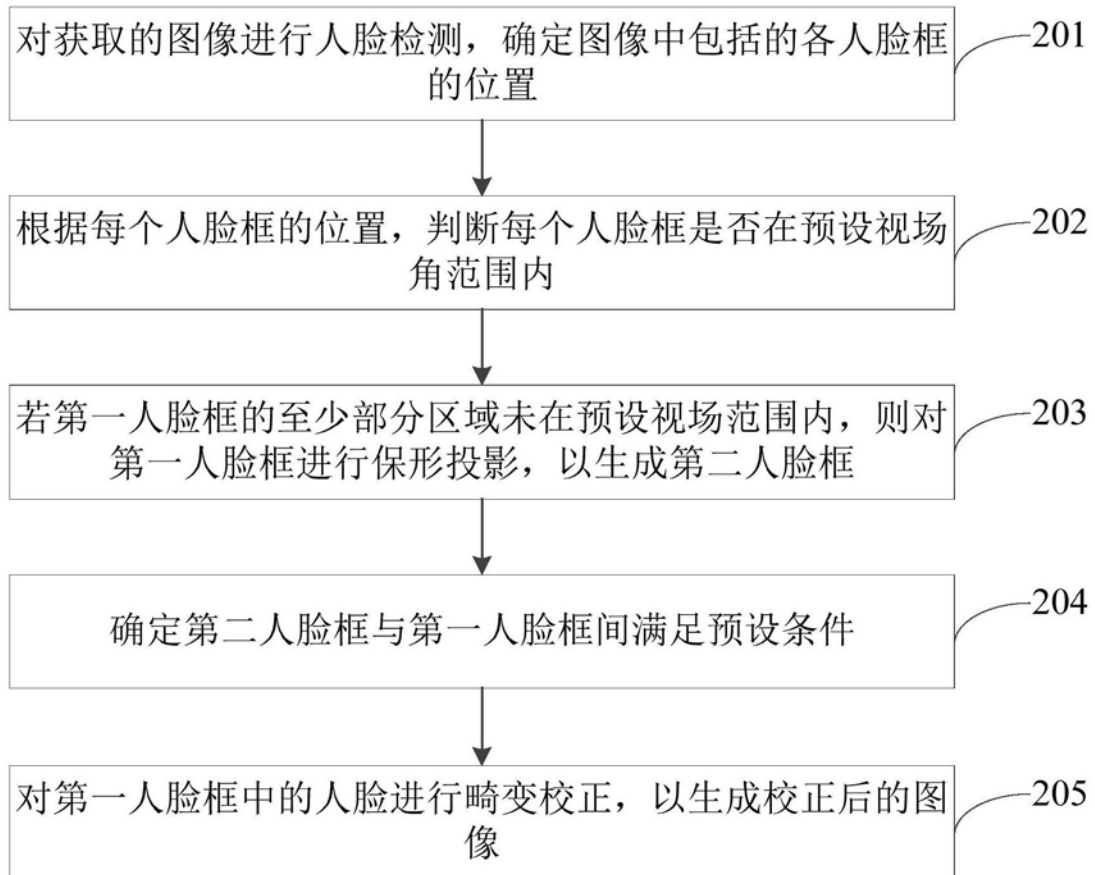 对获取的图像进行人脸检测，确定图像中包括的各人脸框
的位置
201
根据每个人脸框的位置，判断每个人脸框是否在预设视场
角范围内
202
若第一人脸框的至少部分区域未在预设视场范围内，则对
第一人脸框进行保形投影，以生成第二人脸框
203
确定第二人脸框与第一人脸框间满足预设条件
204
对第一人脸框中的人脸进行畸变校正，以生成校正后的图
像
205